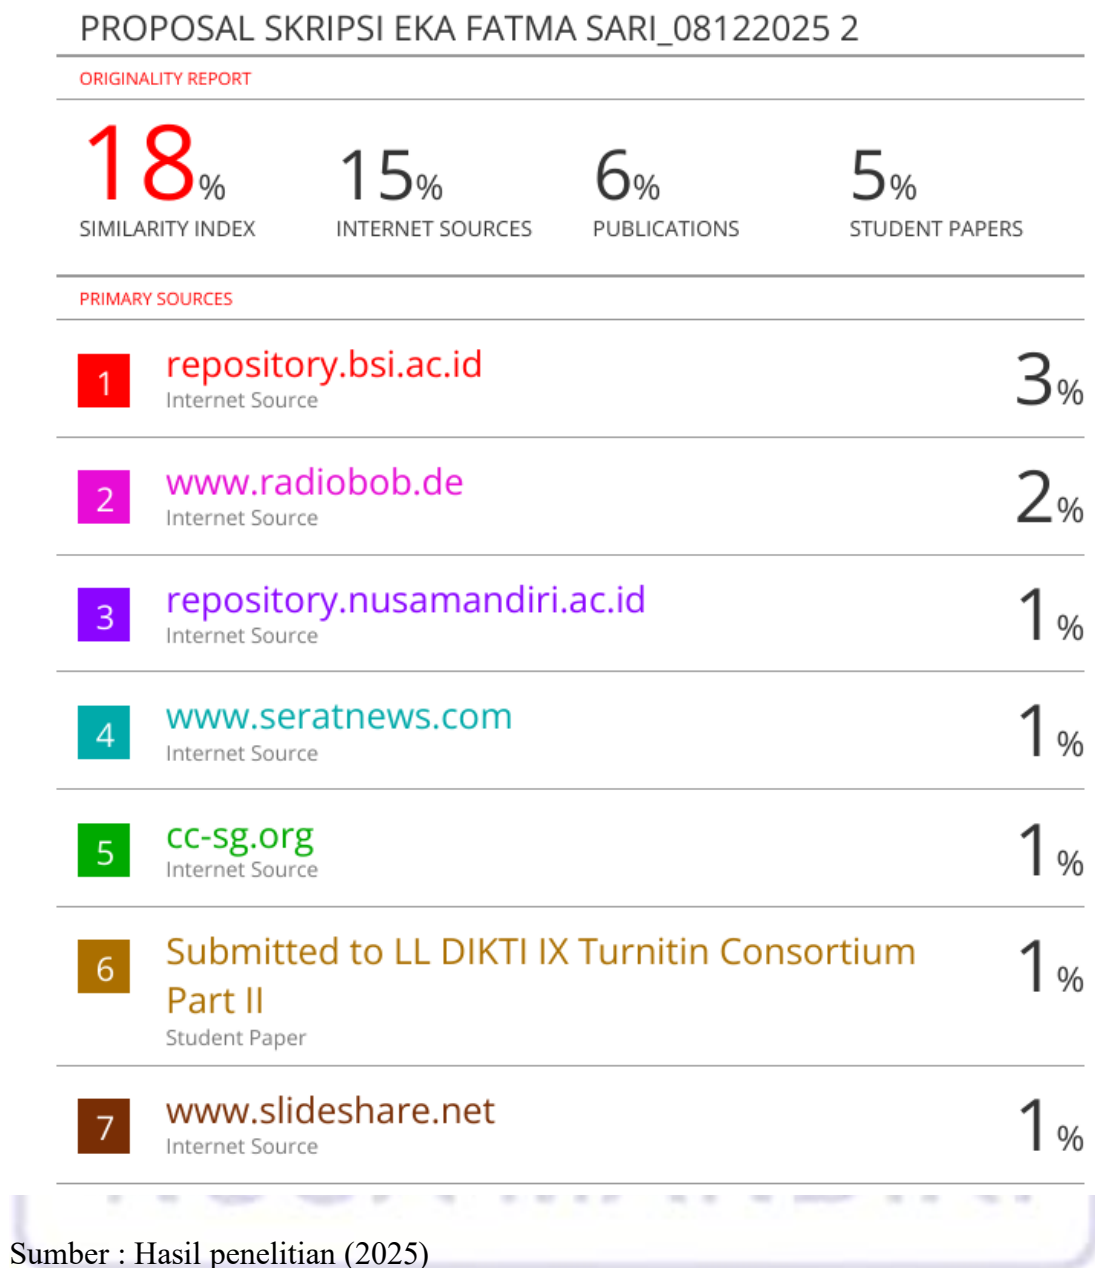 PROPOSAL SKRIPSI EKA FATMA SARI_08122025 2
ORIGINALITY REPORT
18% 15% 6% 5%
SIMILARITY INDEX INTERNET SOURCES PUBLICATIONS STUDENT PAPERS
PRIMARY SOURCES
1 repository.bsi.ac.id 3%
Internet Source
2 www.radiobob.de 2%
Internet Source
3 repository.nusamandiri.ac.id 1%
Internet Source
4 www.seratnews.com 1%
Internet Source
5 cc-sg.org 1%
Internet Source
6 Submitted to LL DIKTI IX Turnitin Consortium 1%
Part II
Student Paper
7 www.slideshare.net 1%
Internet Source
Sumber : Hasil penelitian (2025)